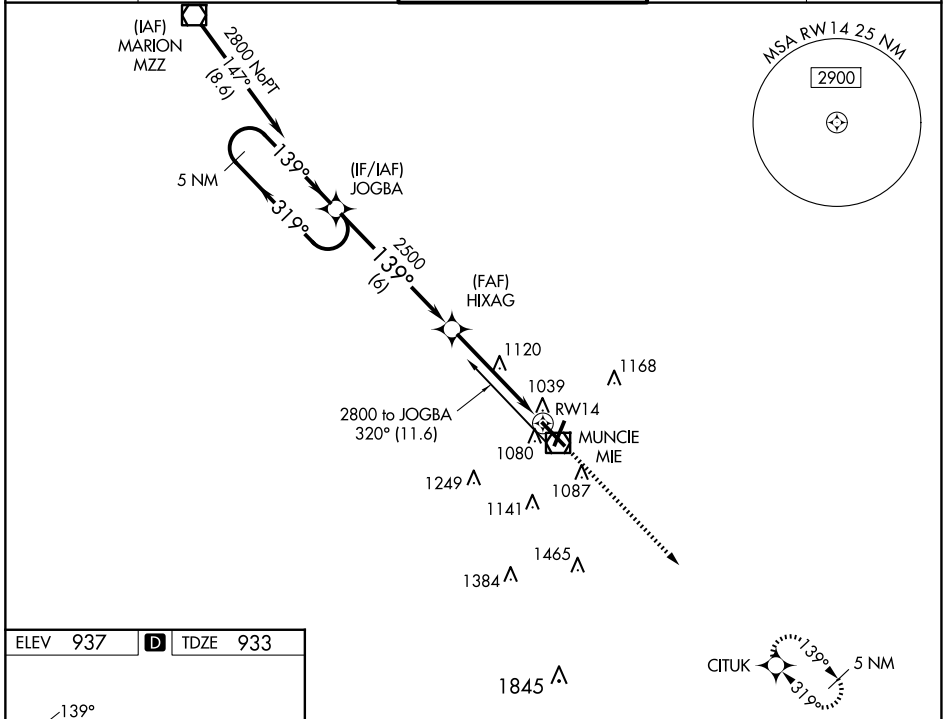 (IAF)
MARION
MZZ
2800 NoPT
147°
(8.6)
MSA RW14 25 NM
2900
139°
5 NM
319°
(IF/IAF)
JOGBA
2500
139°
(6)
(FAF)
HIXAG
1120
1168
1039
2800 to JOGBA
320° (11.6)
RW14
1080
MUNCIE
MIE
1249
1087
1141
1465
1384
ELEV 937 D TDZE 933
139°
1845
CITUK
139°
5 NM
319°